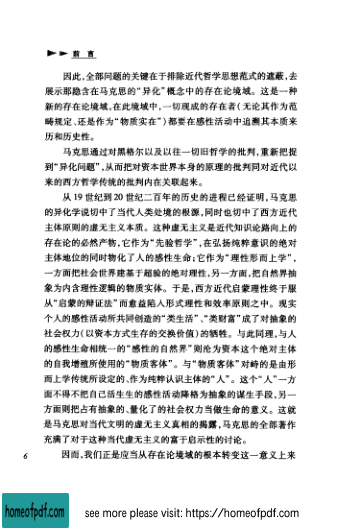 ►► 前 言
因此,全部问题的关键在于排除近代哲学思想范式的遮蔽,去
展示那隐含在马克思的“异化”概念中的存在论境域。这是一种
新的存在论境域,在此境域中,一切现成的存在者(无论其作为范
畴规定、还是作为“物质实在”)都要在感性活动中追溯其本质来
历和历史性。
马克思通过对黑格尔以及以往一切旧哲学的批判,重新把捉
到“异化问题”,从而把对资本世界本身的原理的批判同对近代以
来的西方哲学传统的批判内在关联起来。
从 19 世纪到 20 世纪二百年的历史的进程已经证明,马克思
的异化学说切中了当代人类处境的根源,同时也切中了西方近代
主体原则的虚无主义本质。这种虚无主义是近代知识论路向上的
存在论的必然产物,它作为“先验哲学”,在弘扬纯粹意识的绝对
主体地位的同时物化了人的感性生命;它作为“理性形而上学”,
一方面把社会世界建基于超验的绝对理性,另一方面,把自然界抽
象为内含理性逻辑的物质实体。于是,西方近代启蒙理性终于服
从“启蒙的辩证法”而愈益陷入形式理性和效率原则之中。现实
个人的感性活动所共同创造的“类生活”、“类财富”成了对抽象的
社会权力(以资本方式生存的交换价值)的牺牲。与此同理,与人
的感性生命相统一的“感性的自然界”则沦为资本这个绝对主体
的自我增殖所使用的“物质客体”。与“物质客体”对峙的是由形
而上学传统所设定的、作为纯粹认识主体的“人”。这个“人”一方
面不得不把自己活生生的感性活动降格为抽象的谋生手段,另一
方面则把占有抽象的、量化了的社会权力当做生命的意义。这就
是马克思对当代文明的虚无主义真相的揭露,马克思的全部著作
充满了对于这种当代虚无主义的富于启示性的讨论。
因而,我们正是应当从存在论境域的根本转变这一意义上来
6
homeofpdf.com
see more please visit: https://homeofpdf.com